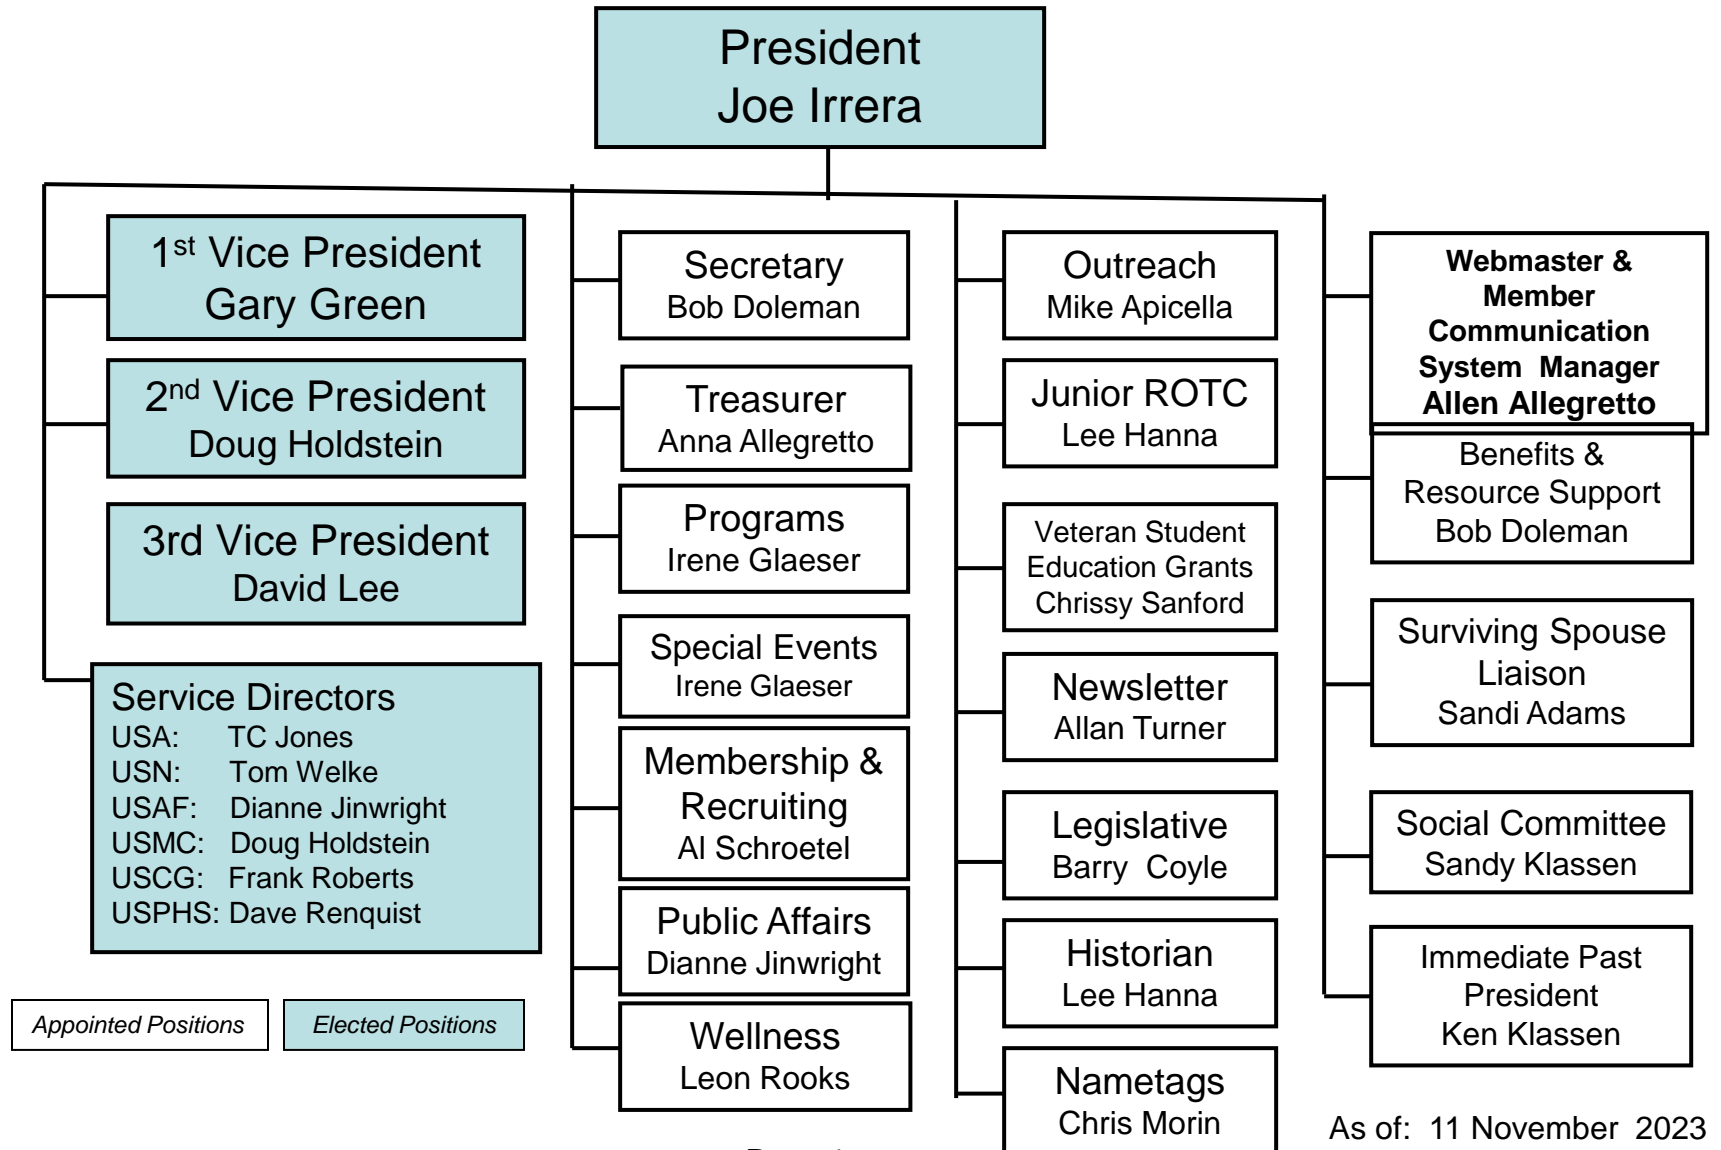 President
Joe Irrera
1st Vice President
Gary Green
2nd Vice President
Doug Holdstein
3rd Vice President
David Lee
Service Directors
USA: TC Jones
USN: Tom Welke
USAF: Dianne Jinwright
USMC: Doug Holdstein
USCG: Frank Roberts
USPHS: Dave Renquist
Appointed Positions
Elected Positions
Secretary
Bob Doleman
Treasurer
Anna Allegretto
Programs
Irene Glaeser
Special Events
Irene Glaeser
Membership &
Recruiting
Al Schroetel
Public Affairs
Dianne Jinwright
Wellness
Leon Rooks
Outreach
Mike Apicella
Junior ROTC
Lee Hanna
Veteran Student
Education Grants
Chrissy Sanford
Newsletter
Allan Turner
Legislative
Barry Coyle
Historian
Lee Hanna
Nametags
Chris Morin
Webmaster &
Member
Communication
System Manager
Allen Allegretto
Benefits &
Resource Support
Bob Doleman
Surviving Spouse
Liaison
Sandi Adams
Social Committee
Sandy Klassen
Immediate Past
President
Ken Klassen
As of: 11 November 2023